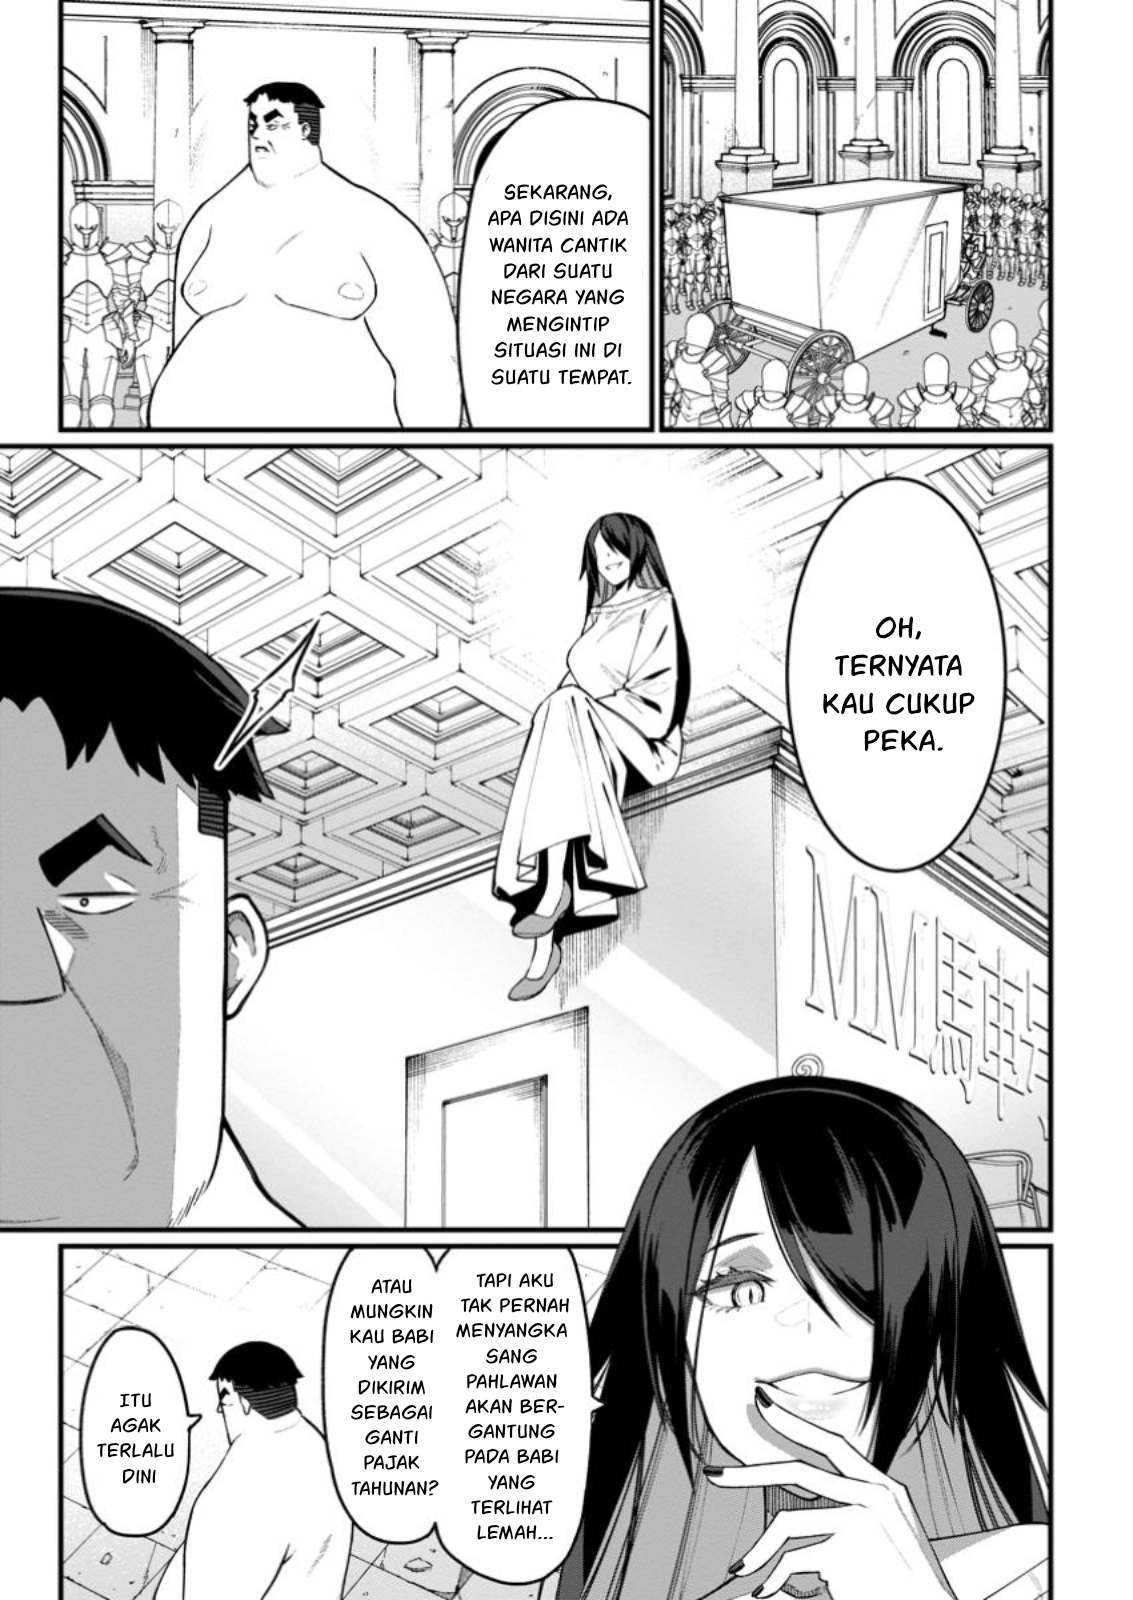 SEKARANG,
APA DISINI ADA
WANITA CANTIK
DARI SUATU
NEGARA YANG
MENGINTIP
SITUASI INI DI
SUATU TEMPAT.
OH,
TERNYATA
KAU CUKUP
PEKA.
MM馬車
TAPI AKU
TAK PERNAH
MENYANGKA
SANG
PAHLAWAN
AKAN BER-
GANTUNG
PADA BABI
YANG
TERLIHAT
LEMAH...
ATAU
MUNGKIN
KAU BABI
YANG
DIKIRIM
SEBAGAI
GANTI
PAJAK
TAHUNAN?
ITU
AGAK
TERLALU
DINI